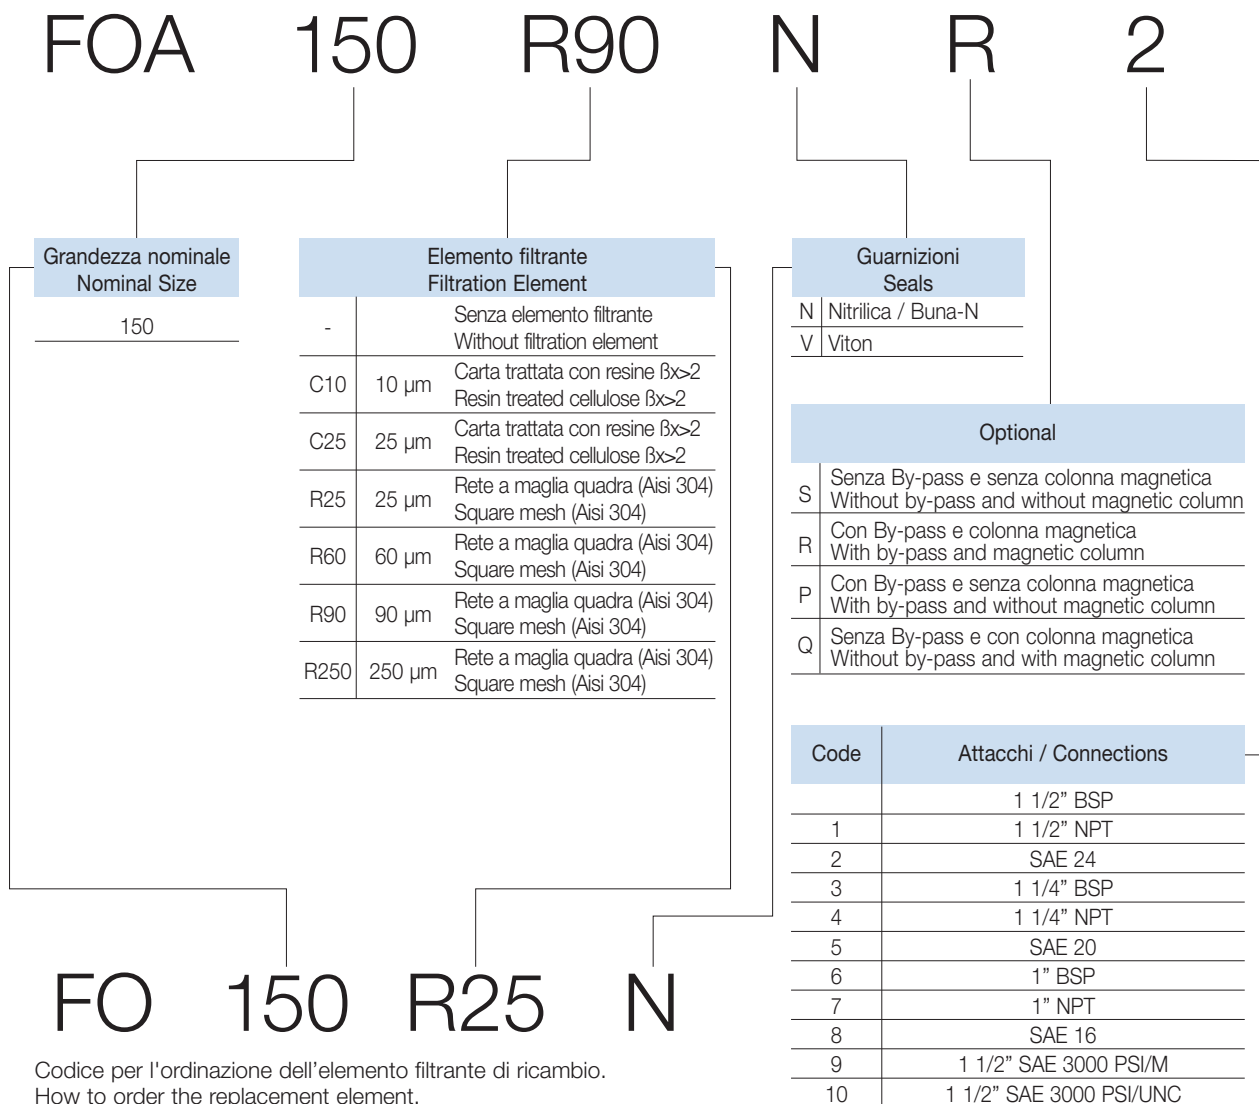 FOA 150 R90 N R 2
Grandezza nominale
Nominal Size
150
Elemento filtrante
Filtration Element
- Senza elemento filtrante
Without filtration element
C10 10 µm Carta trattata con resine ßx>2
Resin treated cellulose ßx>2
C25 25 µm Carta trattata con resine ßx>2
Resin treated cellulose ßx>2
R25 25 µm Rete a maglia quadra (Aisi 304)
Square mesh (Aisi 304)
R60 60 µm Rete a maglia quadra (Aisi 304)
Square mesh (Aisi 304)
R90 90 µm Rete a maglia quadra (Aisi 304)
Square mesh (Aisi 304)
R250 250 µm Rete a maglia quadra (Aisi 304)
Square mesh (Aisi 304)
Guarnizioni
Seals
N Nitrilica / Buna-N
V Viton
Optional
S Senza By-pass e senza colonna magnetica
Without by-pass and without magnetic column
R Con By-pass e colonna magnetica
With by-pass and magnetic column
P Con By-pass e senza colonna magnetica
With by-pass and without magnetic column
Q Senza By-pass e con colonna magnetica
Without by-pass and with magnetic column
Code Attacchi / Connections
1 1/2” BSP
1 1 1/2” NPT
2 SAE 24
3 1 1/4” BSP
4 1 1/4” NPT
5 SAE 20
6 1” BSP
7 1” NPT
8 SAE 16
9 1 1/2” SAE 3000 PSI/M
10 1 1/2” SAE 3000 PSI/UNC
FO 150 R25 N
Codice per l'ordinazione dell’elemento filtrante di ricambio.
How to order the replacement element.